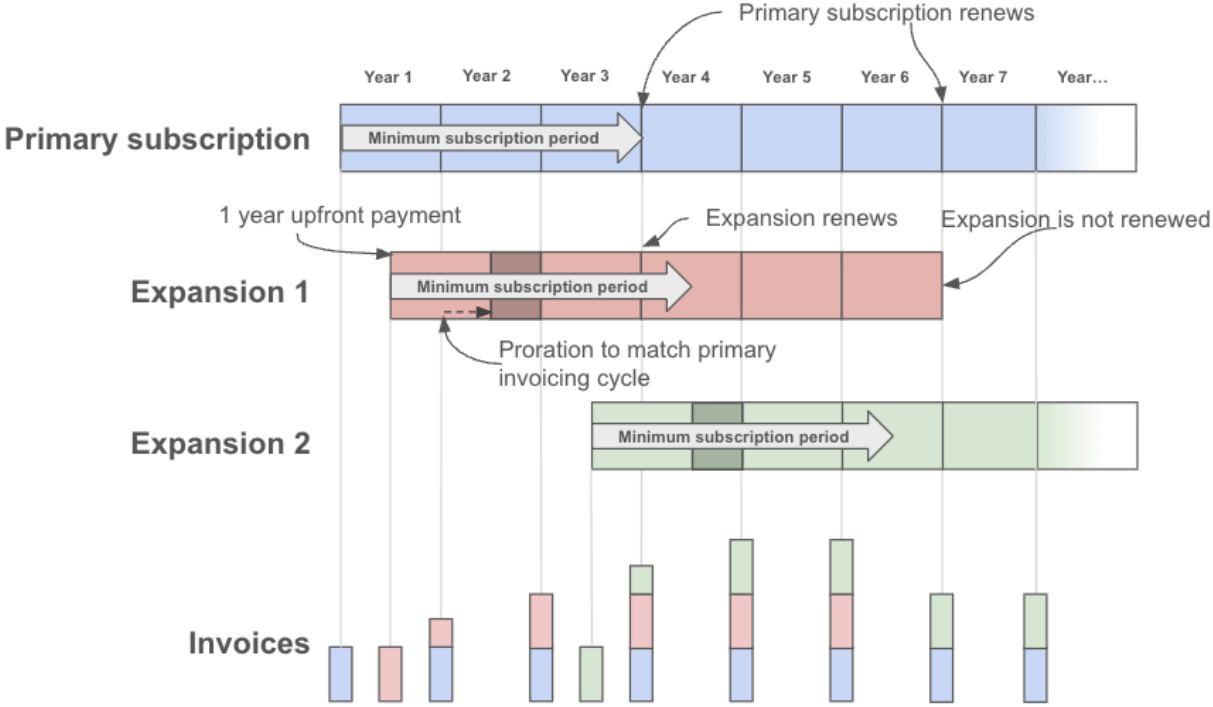 Primary subscription renews
Year 1 Year 2 Year 3 Year 4 Year 5 Year 6 Year 7 Year...
Primary subscription
Minimum subscription period
1 year upfront payment
Expansion renews
Expansion is not renewed
Expansion 1
Minimum subscription period
Proration to match primary
invoicing cycle
Expansion 2
Minimum subscription period
Invoices